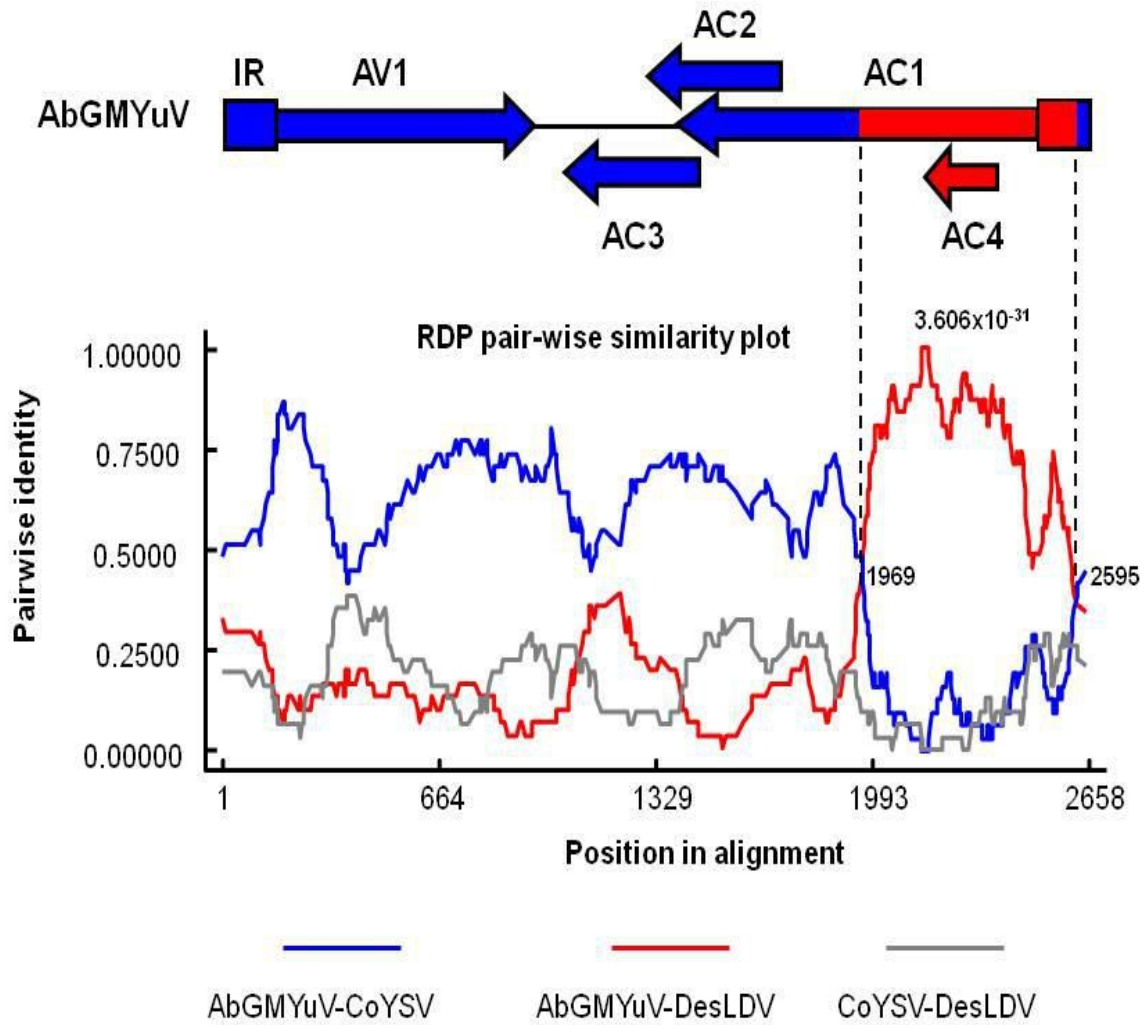 AC2
IR AV1 AC1
AbGMYuV
AC3 AC4
3.606x10⁻³¹
RDP pair-wise similarity plot
1.00000
0.7500
0.5000
0.2500
0.00000
Pairwise identity
1969
2595
1 664 1329 1993 2658
Position in alignment
AbGMYuV-CoYSV AbGMYuV-DesLDV CoYSV-DesLDV